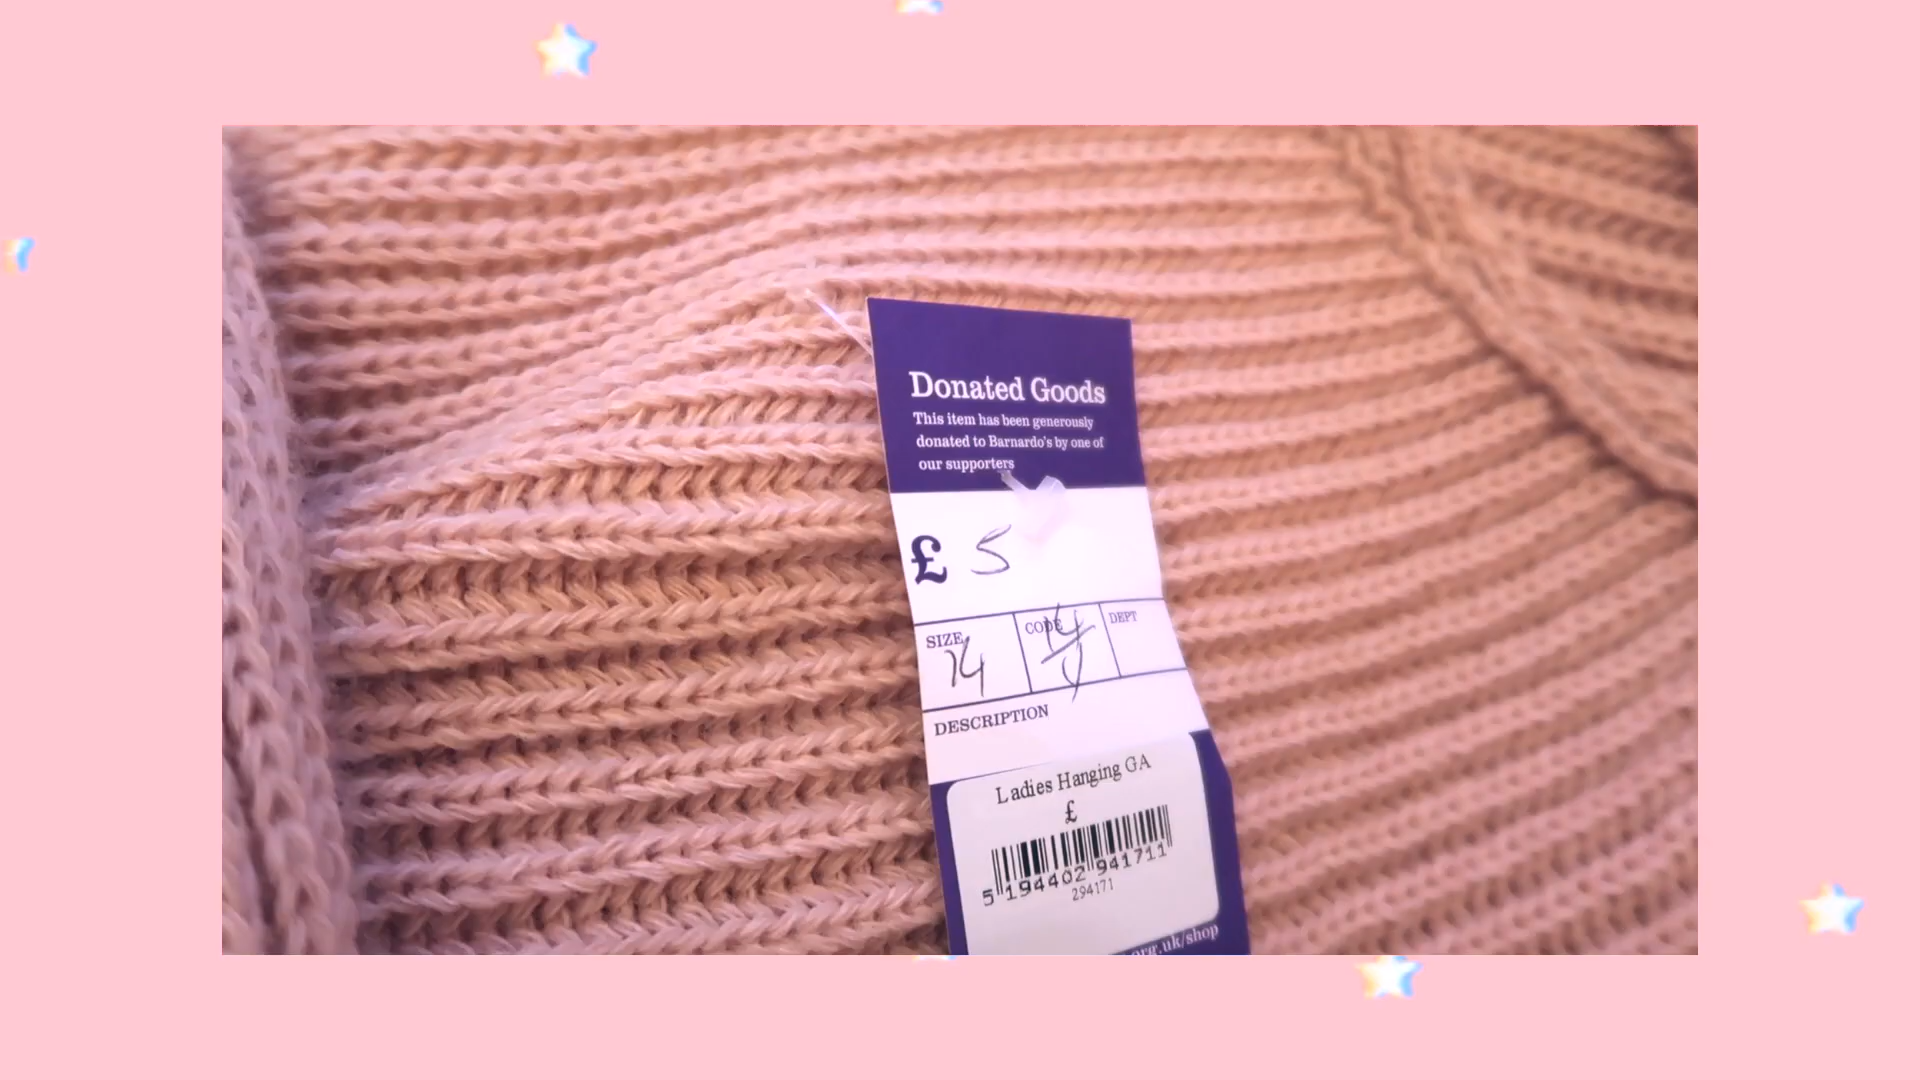 Donated Goods
This item has been generously
donated to Barnardo's by one of
our supporters
£ 5
SIZE CODE DEPT
14 14/
DESCRIPTION
Ladies Hanging GA
£
5 194402 941711
294171
org.uk/shop